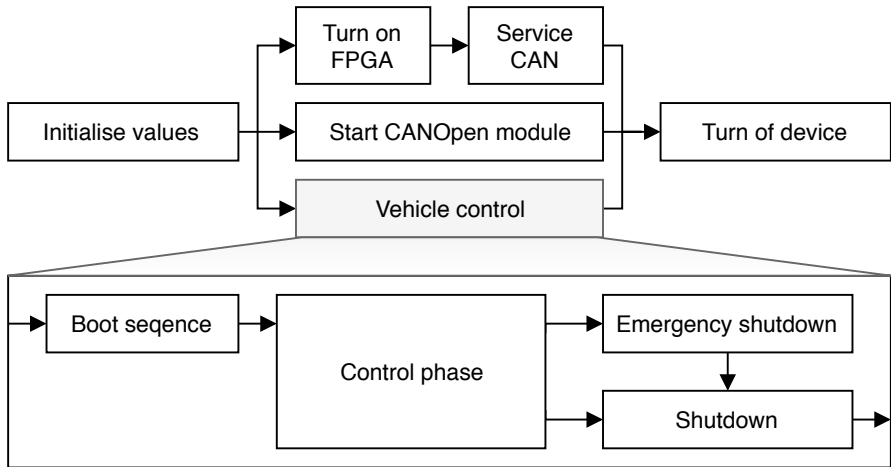 Turn on
FPGA
Service
CAN
Initialise values
Start CANOpen module
Turn of device
Vehicle control
Boot seqence
Control phase
Emergency shutdown
Shutdown